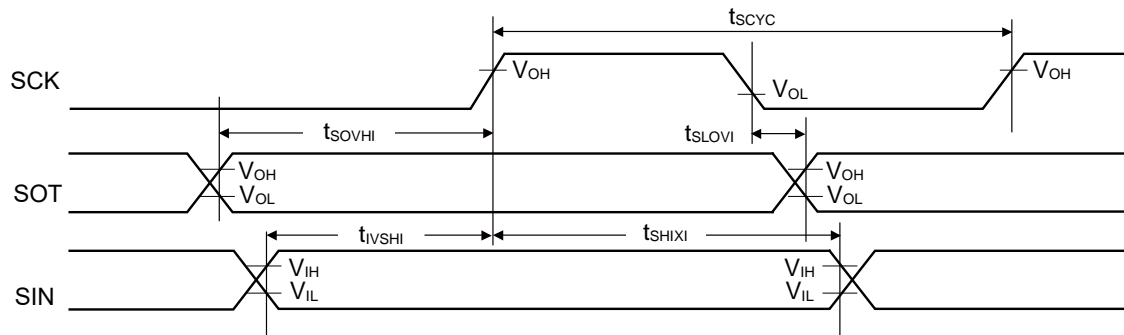 tSCYC
SCK
VOH
VOL
VOH
tSOVHI
tSLOVI
SOT
VOH
VOL
VOH
VOL
tIVSHI
tSHIXI
SIN
VIH
VIL
VIH
VIL